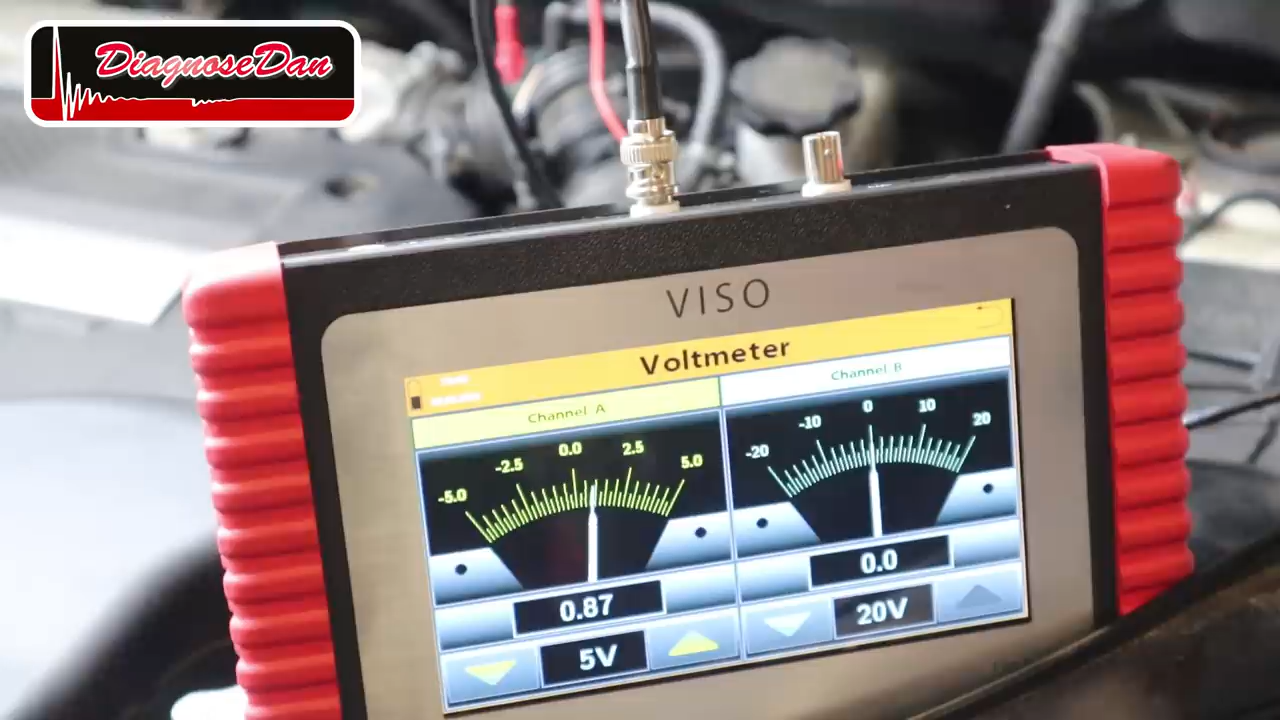 DiagnoseDan
VISO
Voltmeter
Channel A
Channel B
-5.0 -2.5 0.0 2.5 5.0
-20 -10 0 10 20
0.87
0.0
5V
20V